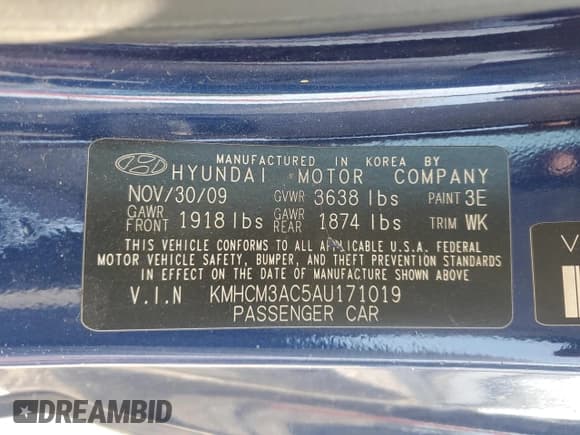 MANUFACTURED IN KOREA BY
HYUNDAI MOTOR COMPANY
NOV/30/09 GVWR 3638 lbs PAINT 3E
GAWR FRONT 1918 lbs GAWR REAR 1874 lbs TRIM WK
THIS VEHICLE CONFORMS TO ALL APPLICABLE U.S.A. FEDERAL
MOTOR VEHICLE SAFETY, BUMPER, AND THEFT PREVENTION STANDARDS
IN EFFECT ON THE DATE OF MANUFACTURE SHOWN ABOVE
V.I.N KMHCM3AC5AU171019
PASSENGER CAR
V
DREAMBID